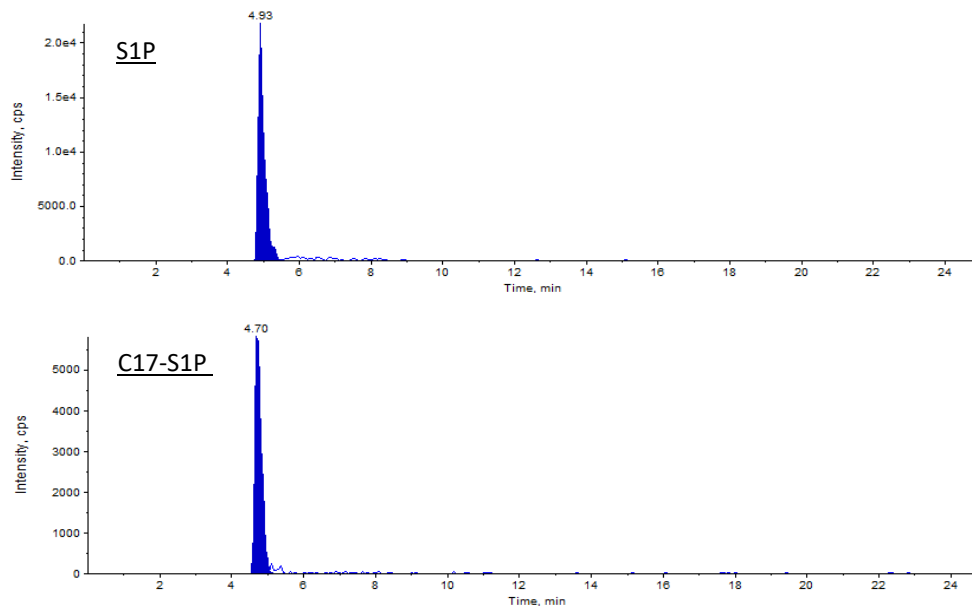 4.93
S1P
2.0e4
1.5e4
1.0e4
5000.0
0.0
Intensity, cps
2 4 6 8 10 12 14 16 18 20 22 24
Time, min
4.70
C17-S1P
5000
4000
3000
2000
1000
0
Intensity, cps
2 4 6 8 10 12 14 16 18 20 22 24
Time, min